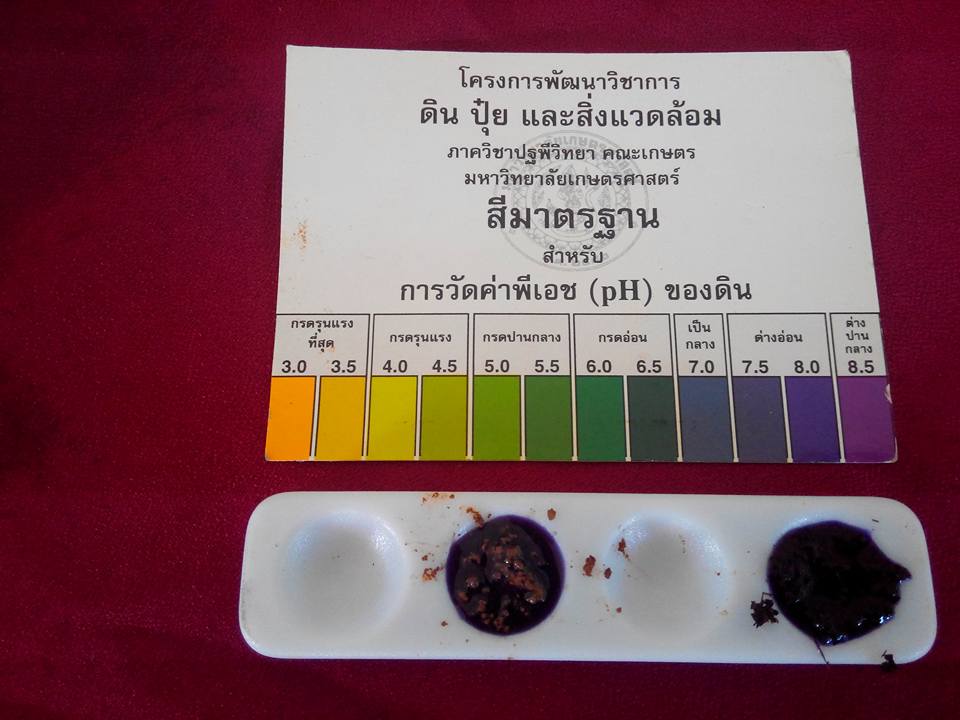 โครงการพัฒนาวิชาการ
ดิน ปุ๋ย และสิ่งแวดล้อม
ภาควิชาปฐพีวิทยา คณะเกษตร
มหาวิทยาลัยเกษตรศาสตร์
สีมาตรฐาน
สำหรับ
การวัดค่าพีเอช (pH) ของดิน
กรดรุนแรง
ที่สุด
กรดรุนแรง
กรดปานกลาง
กรดอ่อน
เป็น
กลาง
ด่างอ่อน
ด่าง
ปาน
กลาง
3.0 3.5 4.0 4.5 5.0 5.5 6.0 6.5 7.0 7.5 8.0 8.5